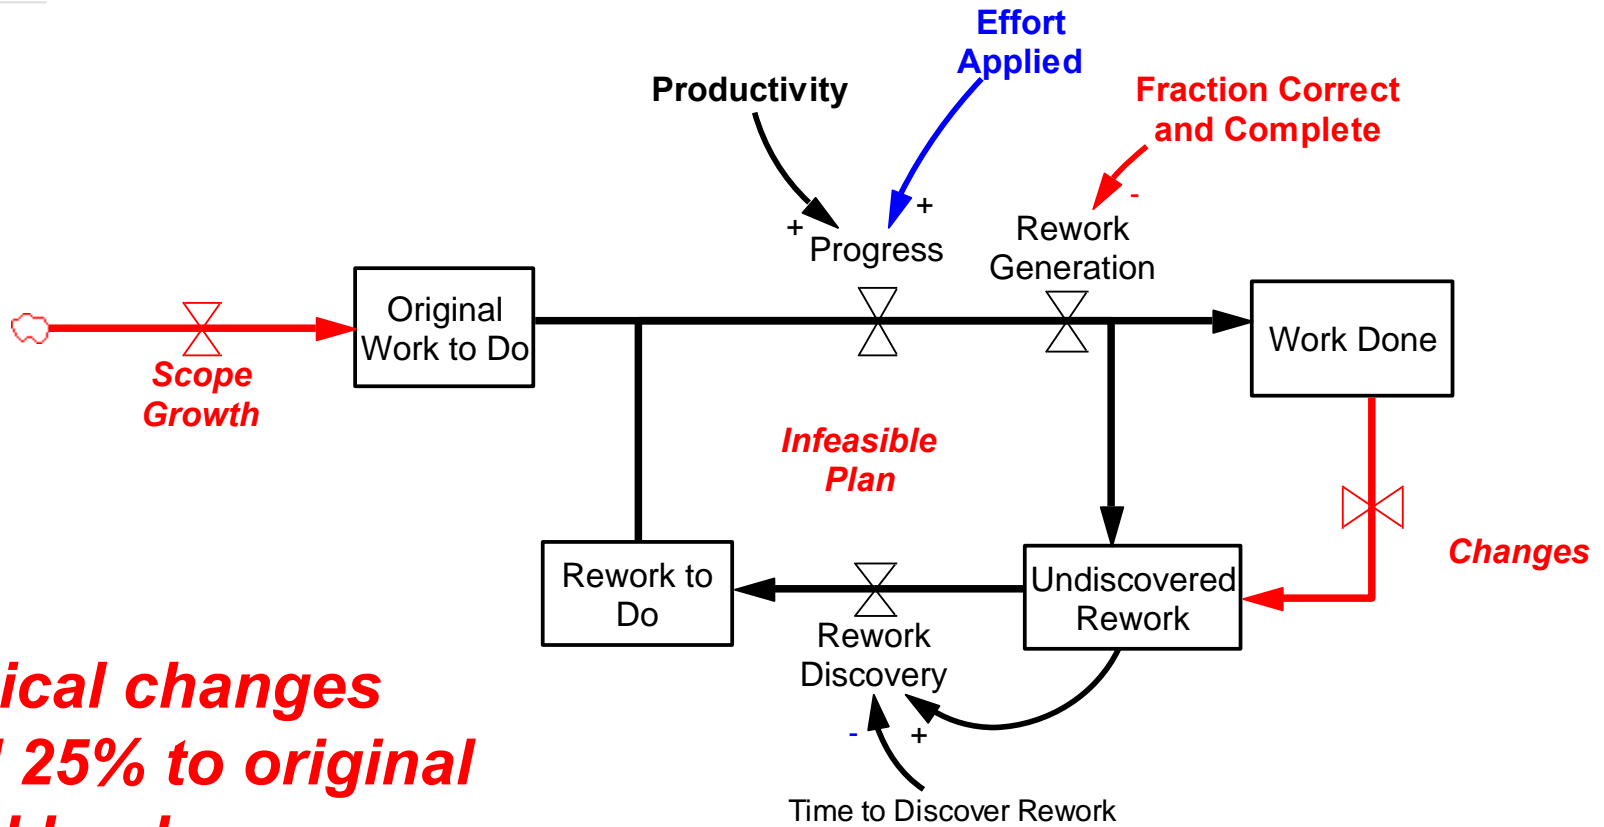 Effort
Applied
Productivity
Fraction Correct
and Complete
-
+
+
Progress
Rework
Generation
Original
Work to Do
Work Done
Scope
Growth
Infeasible
Plan
Changes
Rework to
Do
Undiscovered
Rework
Rework
Discovery
-
+
Time to Discover Rework
ical changes
25% to original